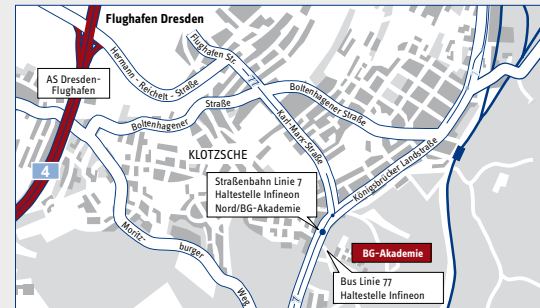 Flughafen Dresden
Hermann - Reichelt - Straße
Flughafen Str.
77
AS Dresden-
Flughafen
Boltenhagener Straße
Boltenhagener Straße
Karl-Marx-Straße
Königsbrücker Landstraße
KLOTZSCHE
4
Straßenbahn Linie 7
Haltestelle Infineon
Nord/BG-Akademie
Moritz-
burger
Weg
BG-Akademie
Bus Linie 77
Haltestelle Infineon
7